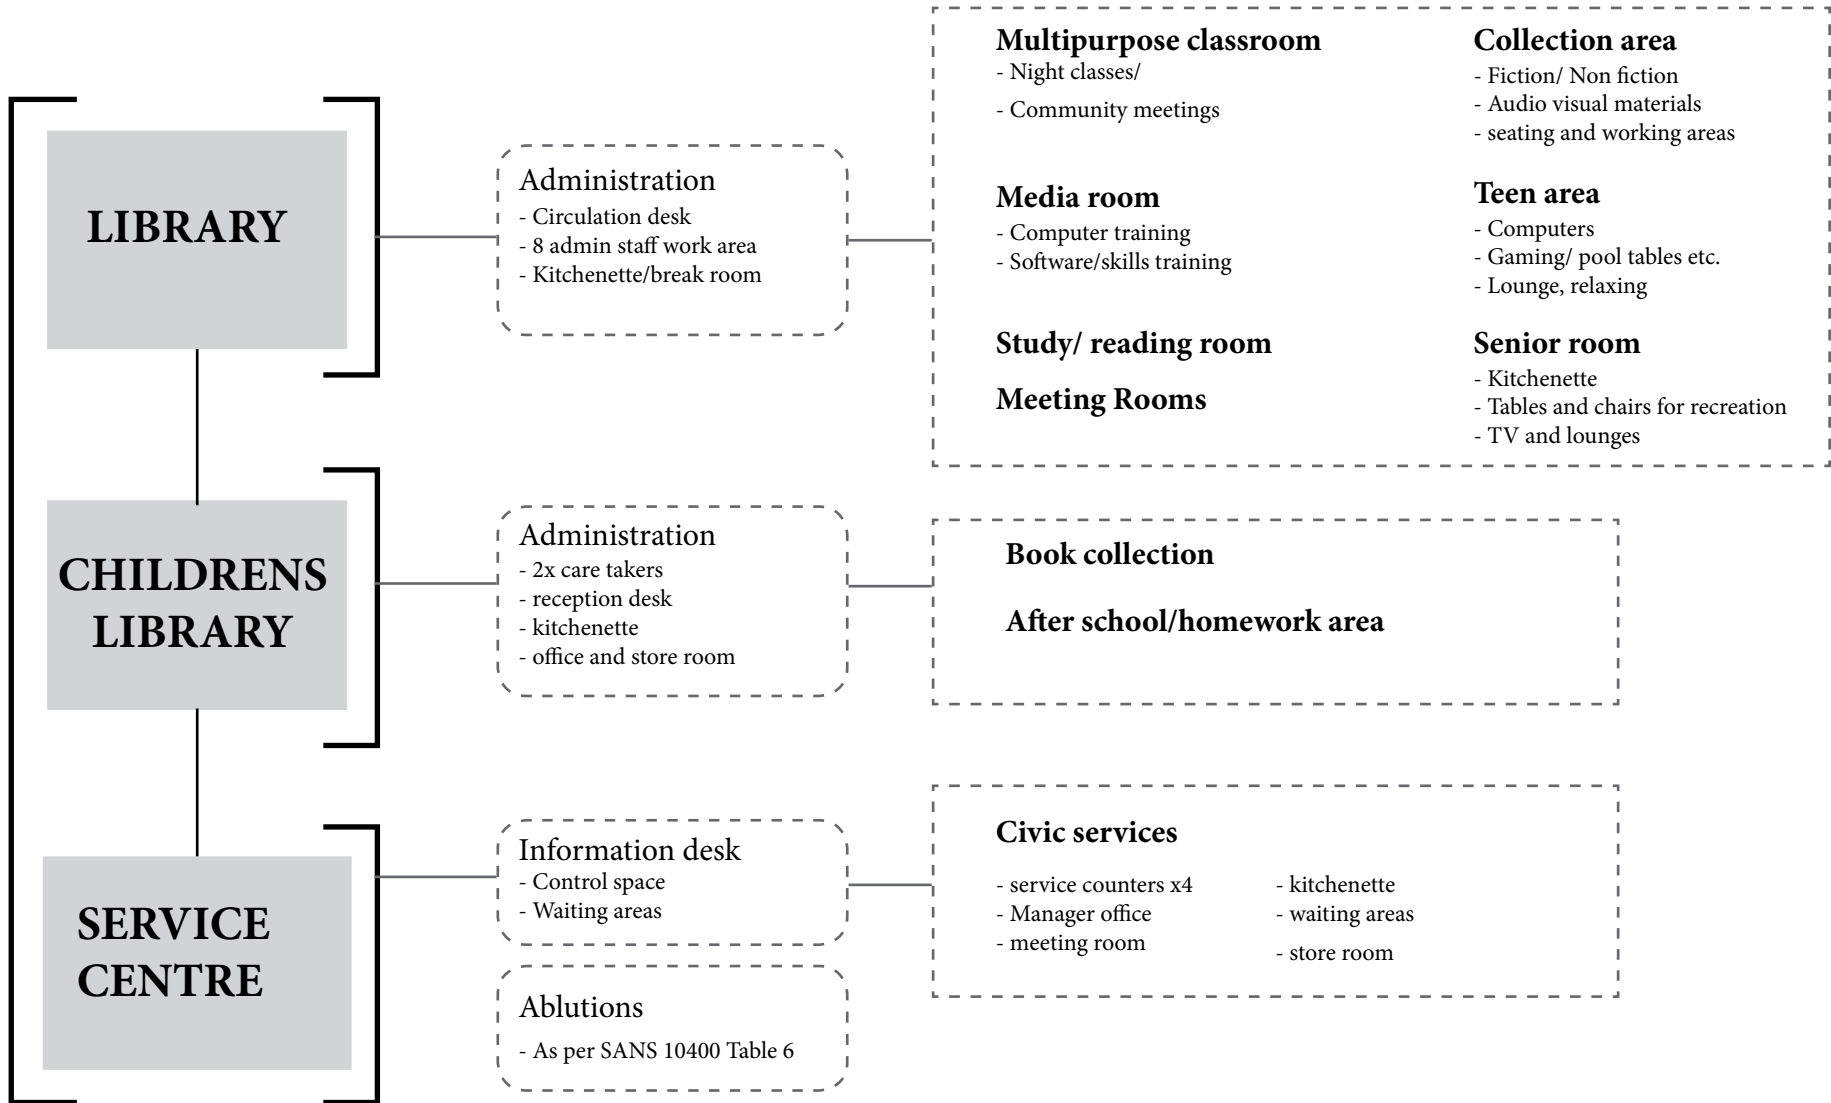 LIBRARY
Administration
- Circulation desk
- 8 admin staff work area
- Kitchenette/break room
Multipurpose classroom
- Night classes/
- Community meetings
Media room
- Computer training
- Software/skills training
Study/ reading room
Meeting Rooms
Collection area
- Fiction/ Non fiction
- Audio visual materials
- seating and working areas
Teen area
- Computers
- Gaming/ pool tables etc.
- Lounge, relaxing
Senior room
- Kitchenette
- Tables and chairs for recreation
- TV and lounges
CHILDRENS
LIBRARY
Administration
- 2x care takers
- reception desk
- kitchenette
- office and store room
Book collection
After school/homework area
SERVICE
CENTRE
Information desk
- Control space
- Waiting areas
Ablutions
- As per SANS 10400 Table 6
Civic services
- service counters x4
- Manager office
- meeting room
- kitchenette
- waiting areas
- store room